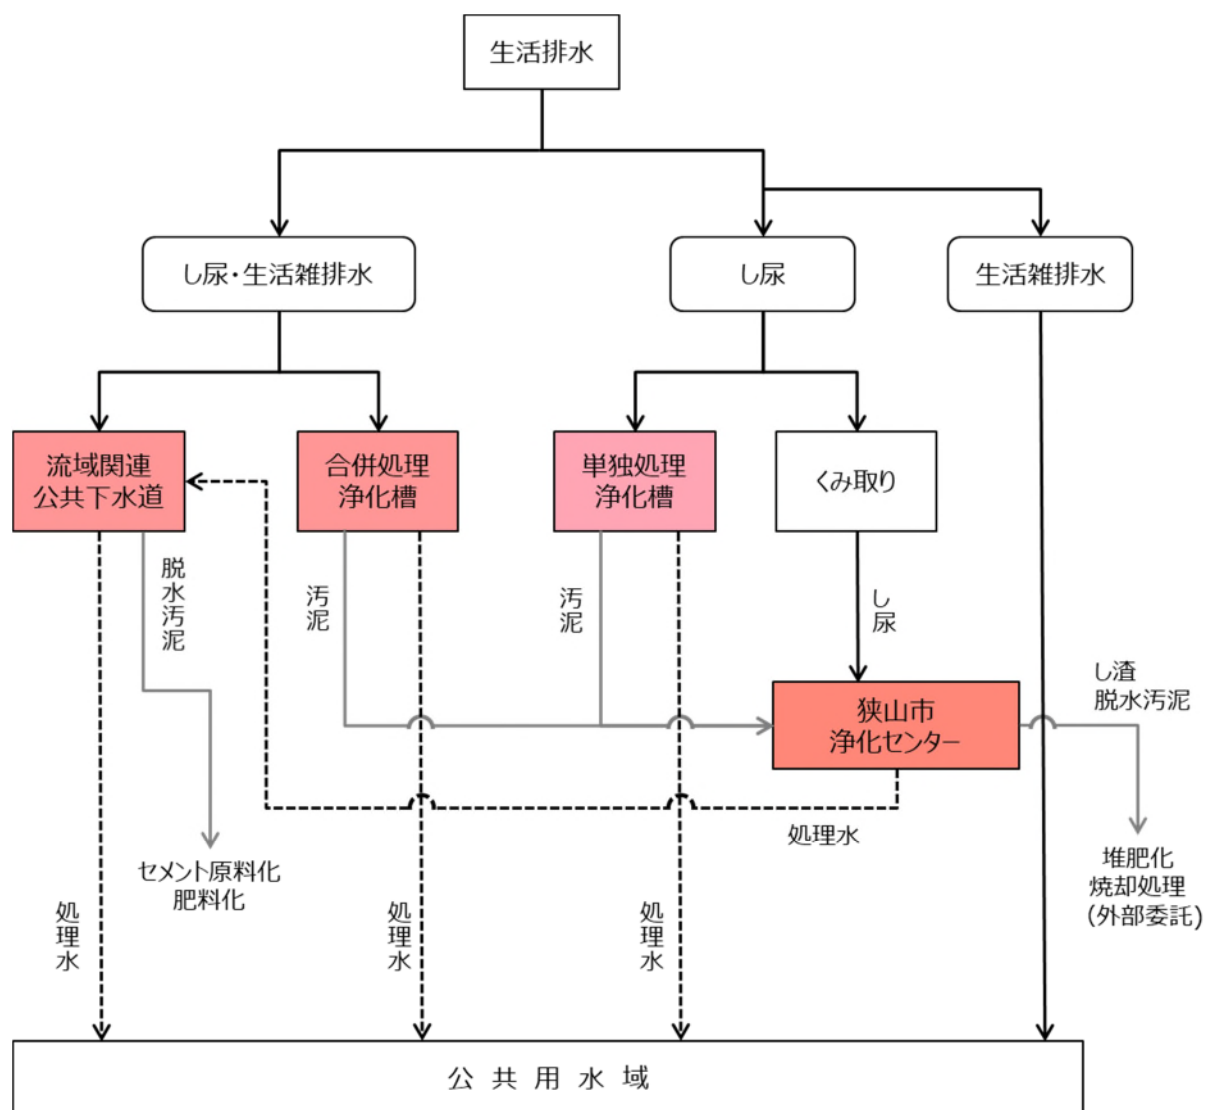 生活排水
し尿・生活雑排水
し尿
生活雑排水
流域関連
公共下水道
合併処理
浄化槽
単独処理
浄化槽
くみ取り
脱水汚泥
汚泥
汚泥
し尿
狭山市
浄化センター
し渣
脱水汚泥
処理水
セメント原料化
肥料化
堆肥化
焼却処理
(外部委託)
処理水
処理水
処理水
公共用水域